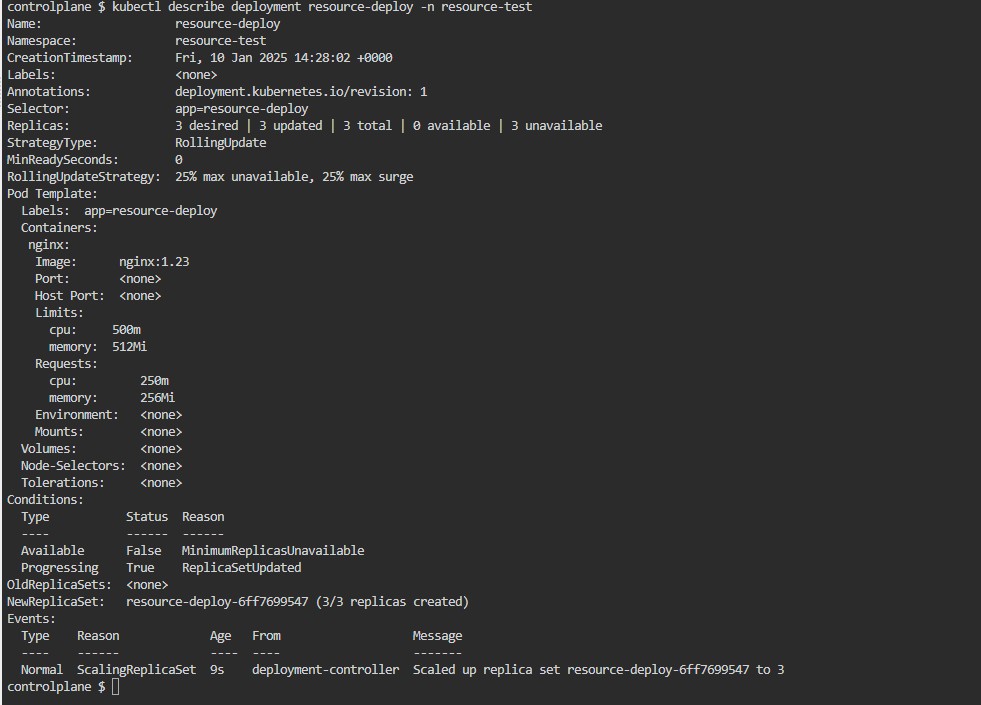 controlplane $ kubectl describe deployment resource-deploy -n resource-test
Name:                   resource-deploy
Namespace:              resource-test
CreationTimestamp:      Fri, 10 Jan 2025 14:28:02 +0000
Labels:                 <none>
Annotations:            deployment.kubernetes.io/revision: 1
Selector:               app=resource-deploy
Replicas:               3 desired | 3 updated | 3 total | 0 available | 3 unavailable
StrategyType:           RollingUpdate
MinReadySeconds:        0
RollingUpdateStrategy:  25% max unavailable, 25% max surge
Pod Template:
  Labels:  app=resource-deploy
  Containers:
   nginx:
    Image:      nginx:1.23
    Port:       <none>
    Host Port:  <none>
    Limits:
      cpu:     500m
      memory:  512Mi
    Requests:
      cpu:         250m
      memory:      256Mi
    Environment:   <none>
    Mounts:        <none>
  Volumes:         <none>
  Node-Selectors:  <none>
  Tolerations:     <none>
Conditions:
  Type           Status  Reason
  ----           ------  ------
  Available      False   MinimumReplicasUnavailable
  Progressing    True    ReplicaSetUpdated
OldReplicaSets:  <none>
NewReplicaSet:   resource-deploy-6ff7699547 (3/3 replicas created)
Events:
  Type    Reason             Age   From                   Message
  ----    ------             ----  ----                   -------
  Normal  ScalingReplicaSet  9s    deployment-controller  Scaled up replica set resource-deploy-6ff7699547 to 3
controlplane $